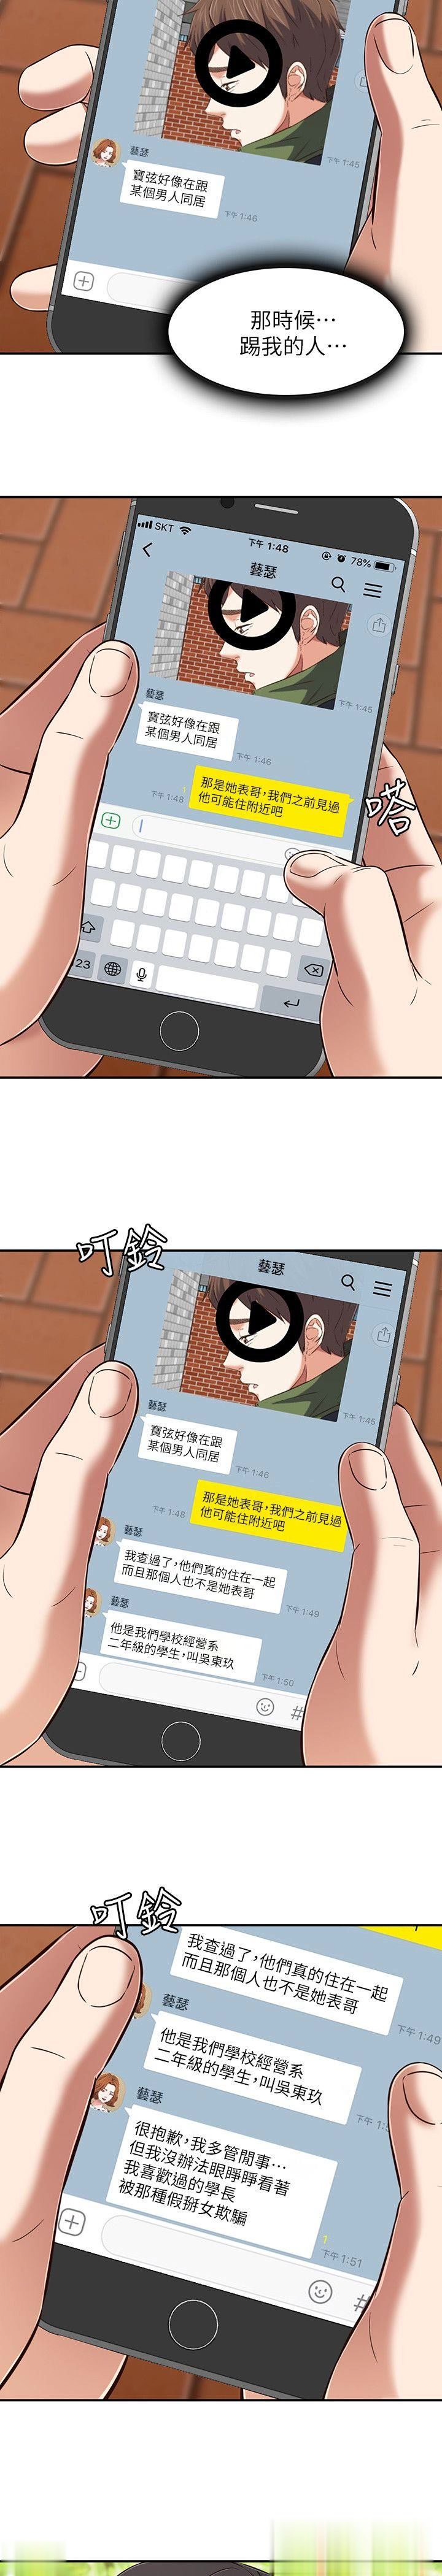 下午 1:45
藝瑟
寶弦好像在跟
某個男人同居
下午 1:46
那時候…
踢我的人…
SKT
下午 1:48
78%
藝瑟
下午 1:45
藝瑟
寶弦好像在跟
某個男人同居
下午 1:46
那是她表哥，我們之前見過
他可能住附近吧
1
下午 1:48
嗒
123
叮鈴
藝瑟
下午 1:45
藝瑟
寶弦好像在跟
某個男人同居
下午 1:46
那是她表哥，我們之前見過
他可能住附近吧
下午 1:48
藝瑟
我查過了，他們真的住在一起
而且那個人也不是她表哥
下午 1:49
藝瑟
他是我們學校經營系
二年級的學生，叫吳東玖
下午 1:50
#
叮鈴
我查過了，他們真的住在一起
而且那個人也不是她表哥
下午 1:49
藝瑟
他是我們學校經營系
二年級的學生，叫吳東玖
藝瑟
很抱歉，我多管閒事…
但我沒辦法眼睜睜看著
我喜歡過的學長
被那種假掰女欺騙
1
下午 1:51
#